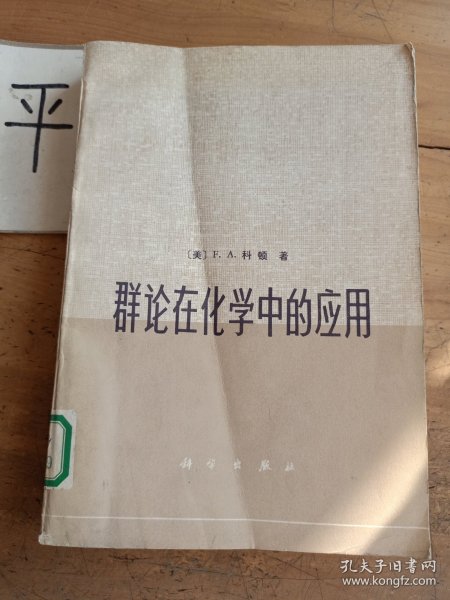 平
〔美〕F. A. 科顿 著
群论在化学中的应用
科学出版社
孔夫子旧书网
www.kongfz.com